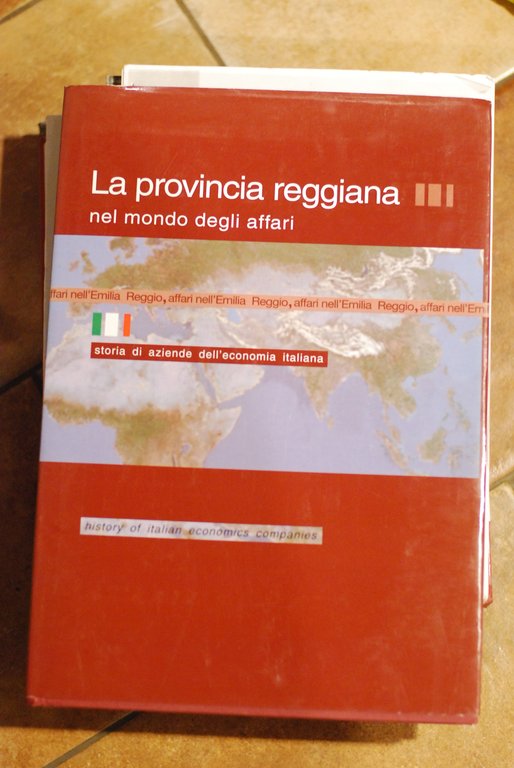 La provincia reggiana
nel mondo degli affari
ffari nell'Emilia Reggio, affari nell'Emilia Reggio, affari nell'Emilia Reggio, affari nell'Emi
storia di aziende dell'economia italiana
history of italian economics companies